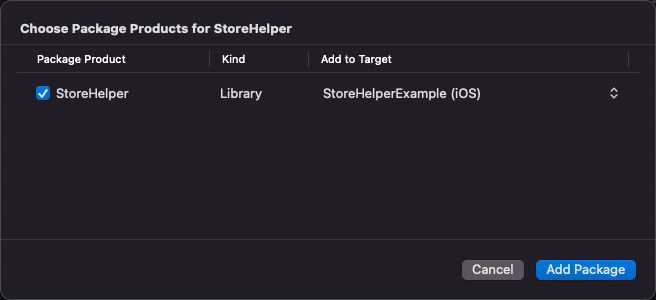 Choose Package Products for StoreHelper
Package Product Kind Add to Target
StoreHelper Library StoreHelperExample (iOS)
Cancel Add Package